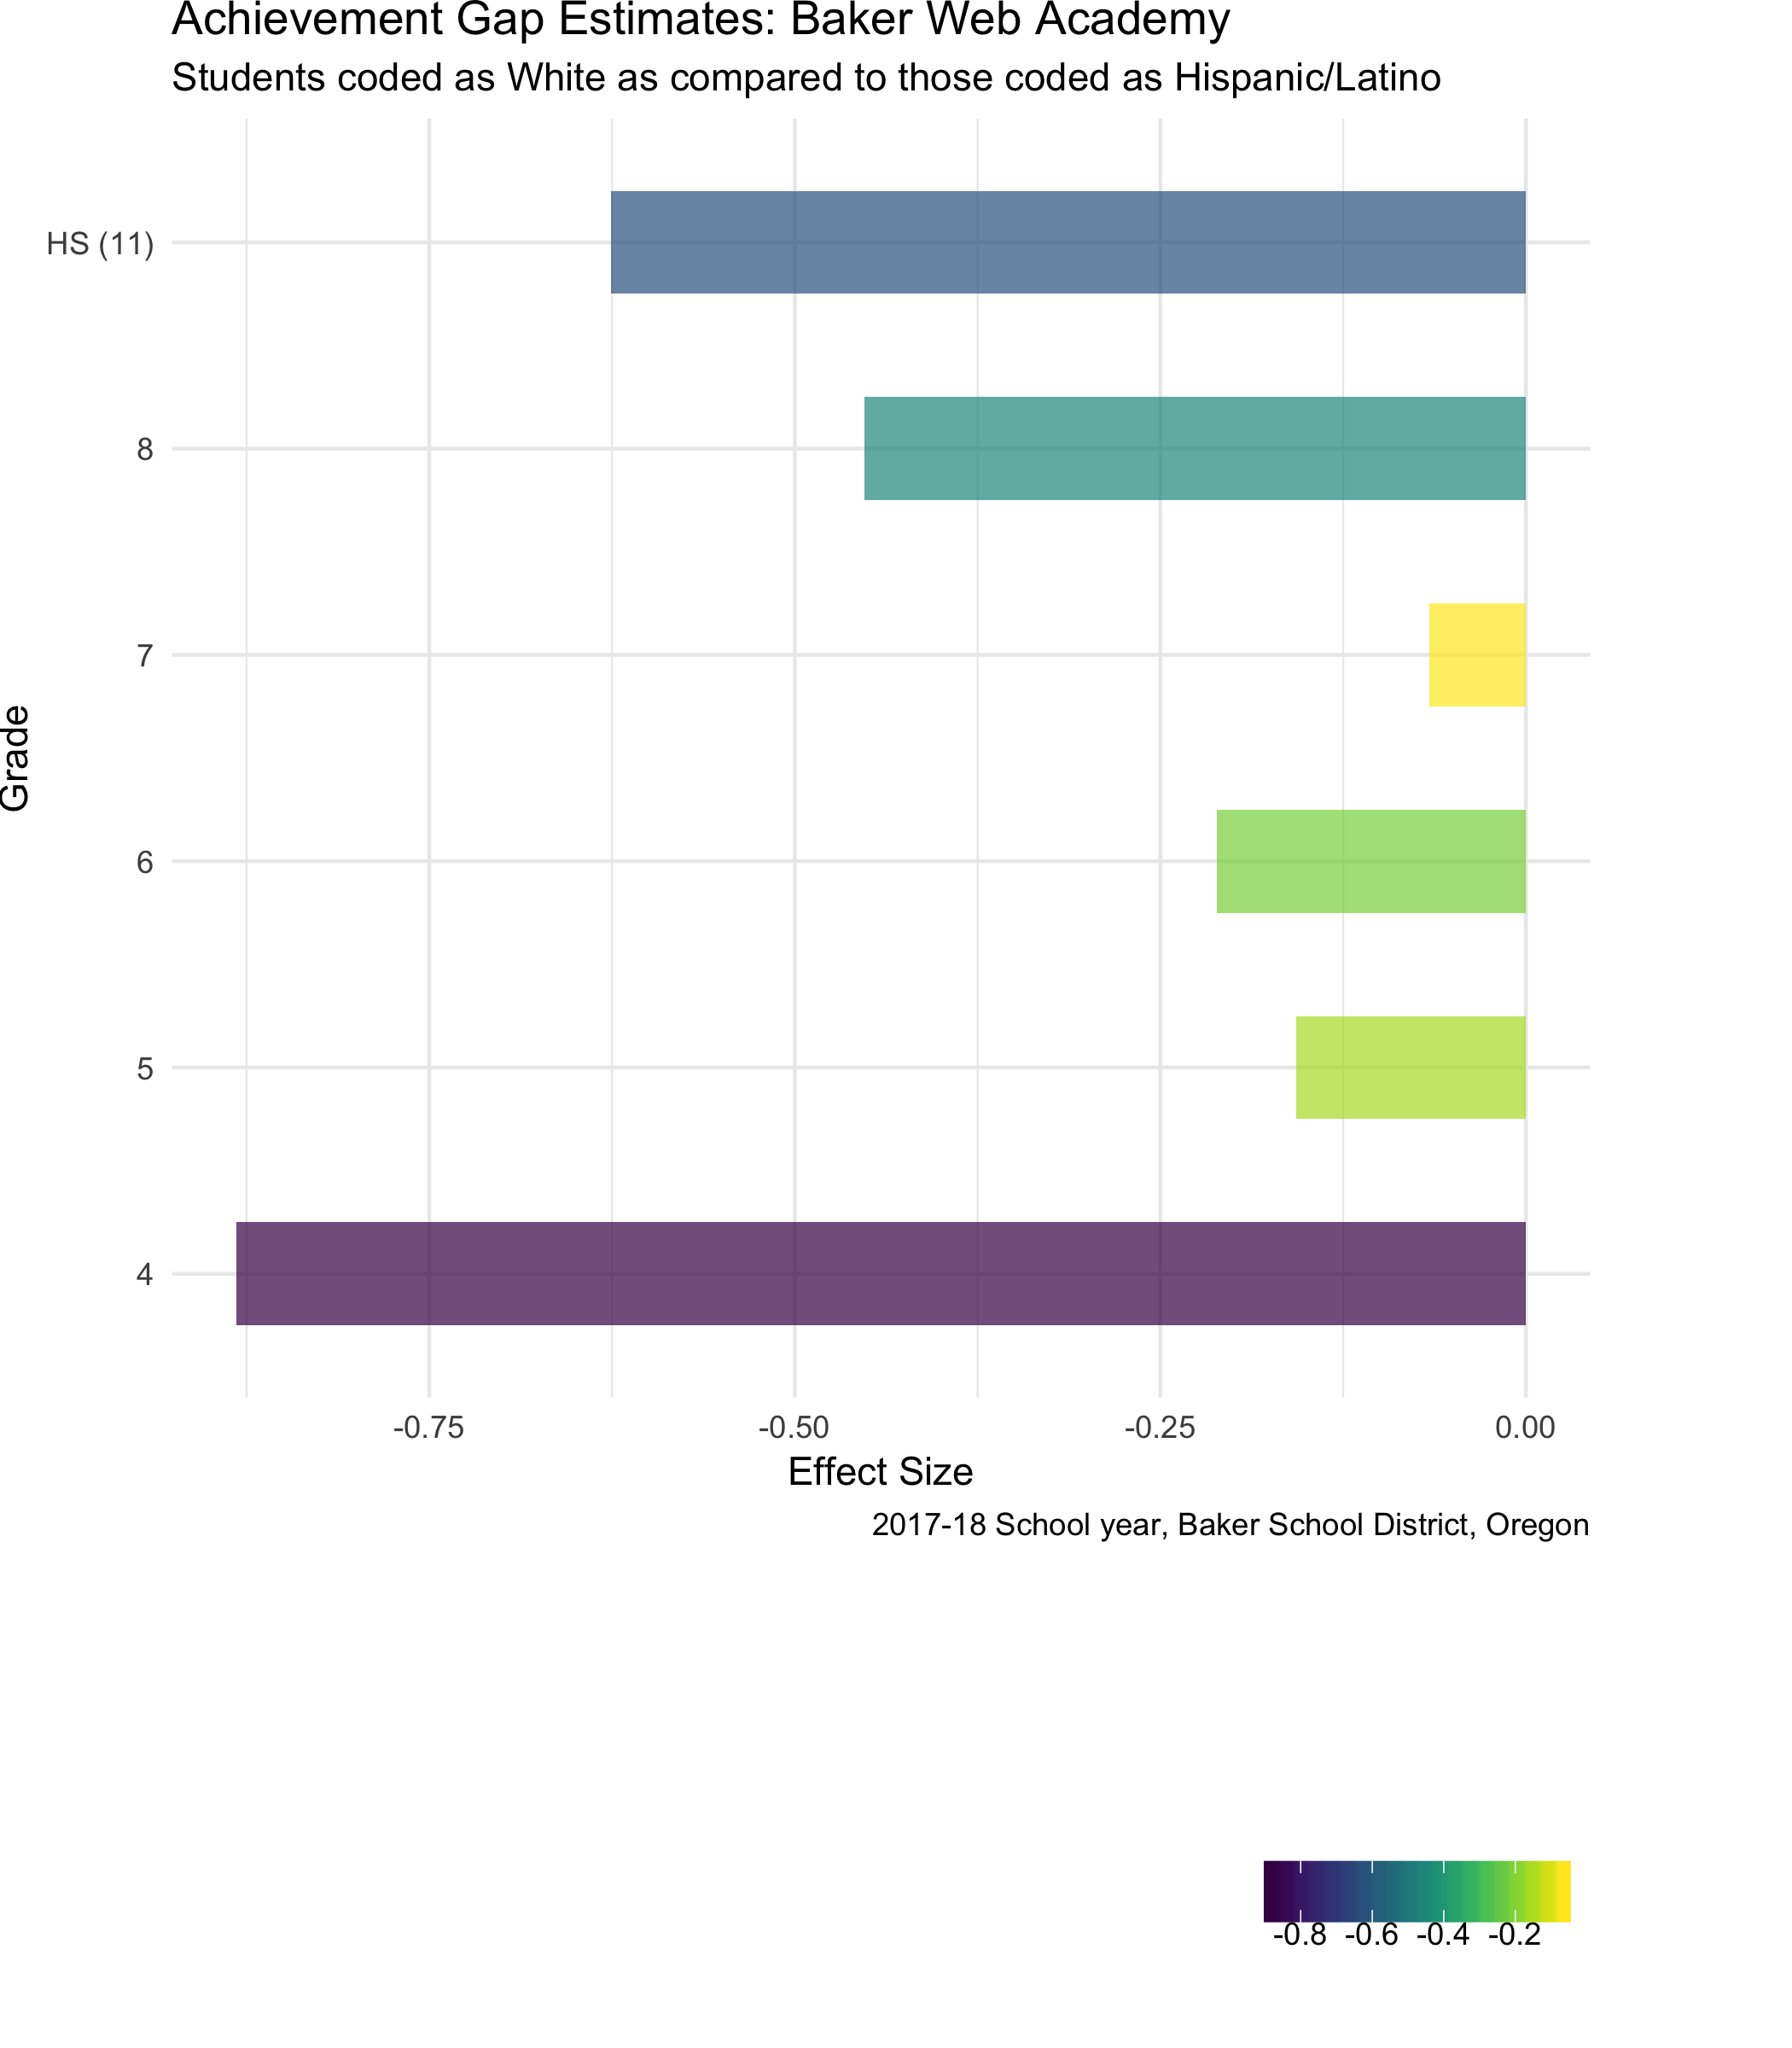 Achievement Gap Estimates: Baker Web Academy
Students coded as White as compared to those coded as Hispanic/Latino
HS (11)
8
7
6
5
4
Grade
-0.75 -0.50 -0.25 0.00
Effect Size
2017-18 School year, Baker School District, Oregon
-0.8 -0.6 -0.4 -0.2